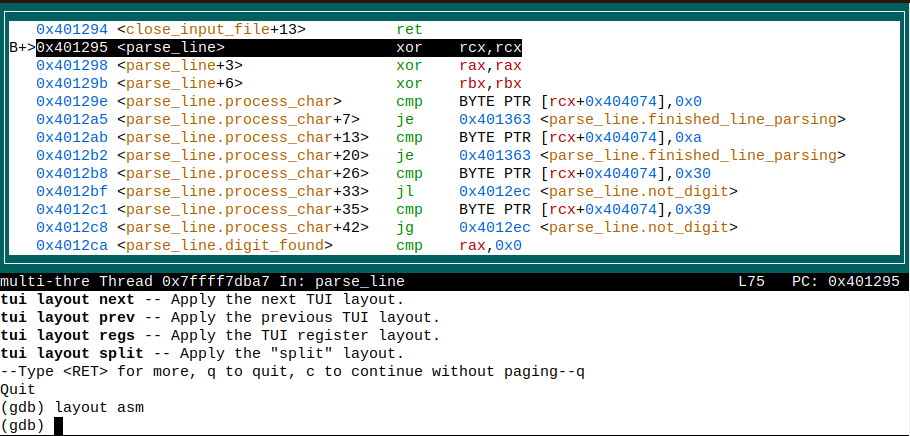 0x401294 <close_input_file+13> ret
B+>0x401295 <parse_line> xor rcx,rcx
0x401298 <parse_line+3> xor rax,rax
0x40129b <parse_line+6> xor rbx,rbx
0x40129e <parse_line.process_char> cmp BYTE PTR [rcx+0x404074],0x0
0x4012a5 <parse_line.process_char+7> je 0x401363 <parse_line.finished_line_parsing>
0x4012ab <parse_line.process_char+13> cmp BYTE PTR [rcx+0x404074],0xa
0x4012b2 <parse_line.process_char+20> je 0x401363 <parse_line.finished_line_parsing>
0x4012b8 <parse_line.process_char+26> cmp BYTE PTR [rcx+0x404074],0x30
0x4012bf <parse_line.process_char+33> jl 0x4012ec <parse_line.not_digit>
0x4012c1 <parse_line.process_char+35> cmp BYTE PTR [rcx+0x404074],0x39
0x4012c8 <parse_line.process_char+42> jg 0x4012ec <parse_line.not_digit>
0x4012ca <parse_line.digit_found> cmp rax,0x0
multi-thre Thread 0x7ffff7dba7 In: parse_line L75 PC: 0x401295
tui layout next -- Apply the next TUI layout.
tui layout prev -- Apply the previous TUI layout.
tui layout regs -- Apply the TUI register layout.
tui layout split -- Apply the "split" layout.
--Type <RET> for more, q to quit, c to continue without paging--q
Quit
(gdb) layout asm
(gdb)